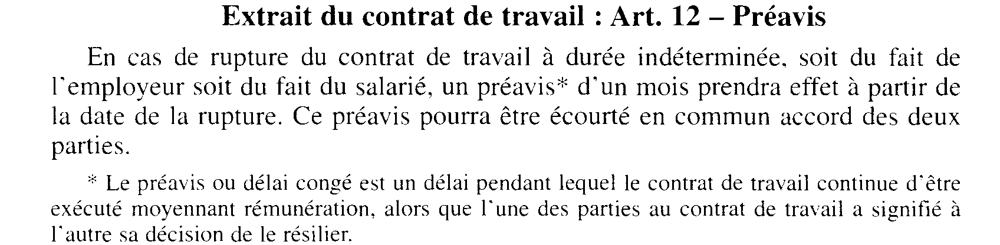 Extrait du contrat de travail : Art. 12 – Préavis
En cas de rupture du contrat de travail à durée indéterminée, soit du fait de
l'employeur soit du fait du salarié, un préavis* d'un mois prendra effet à partir de
la date de la rupture. Ce préavis pourra être écourté en commun accord des deux
parties.
* Le préavis ou délai congé est un délai pendant lequel le contrat de travail continue d'être
exécuté moyennant rémunération, alors que l'une des parties au contrat de travail a signifié à
l'autre sa décision de le résilier.